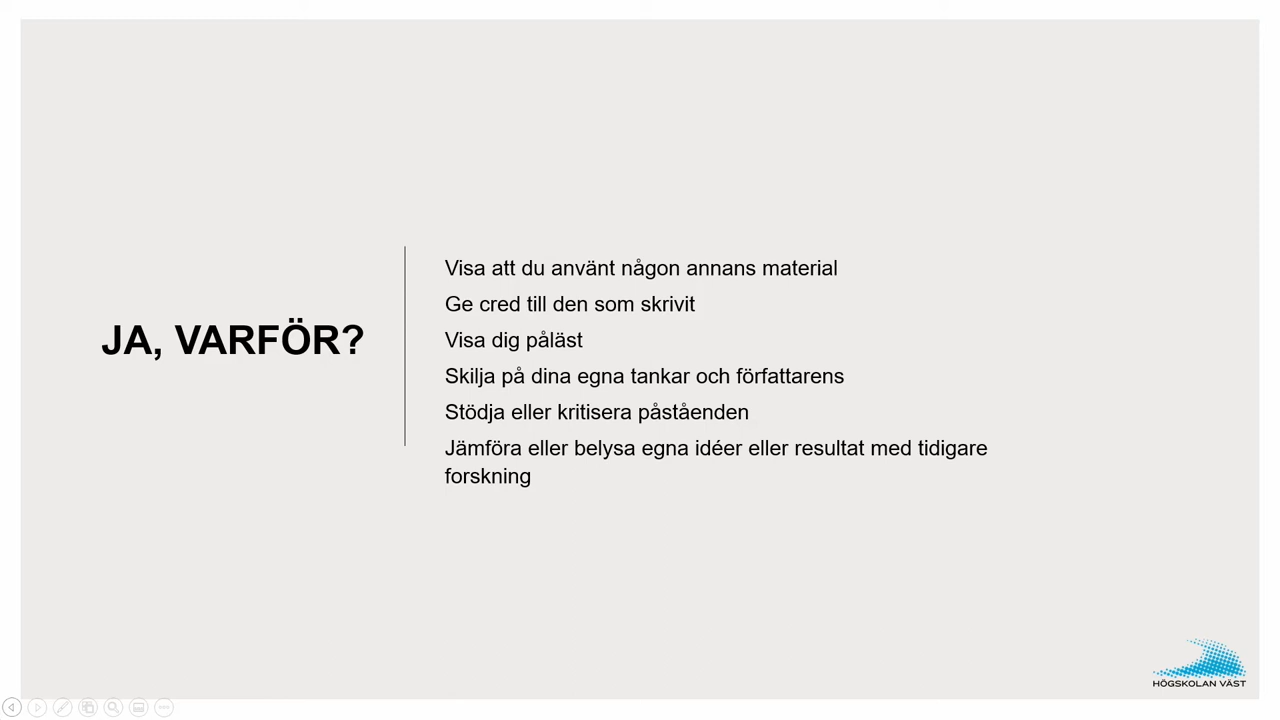 JA, VARFÖR?
Visa att du använt någon annans material
Ge cred till den som skrivit
Visa dig påläst
Skilja på dina egna tankar och författarens
Stödja eller kritisera påståenden
Jämföra eller belysa egna idéer eller resultat med tidigare
forskning
HÖGSKOLAN VÄST